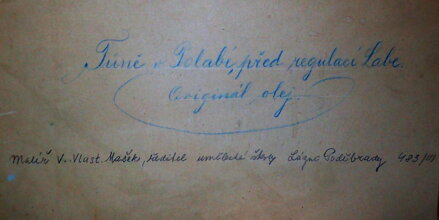 Tůně v Polabí, před regulací Labe.
Originál olej.
Malíř V. Vlast. Mašek, ředitel umělecké školy Lázně Poděbrady 483/III